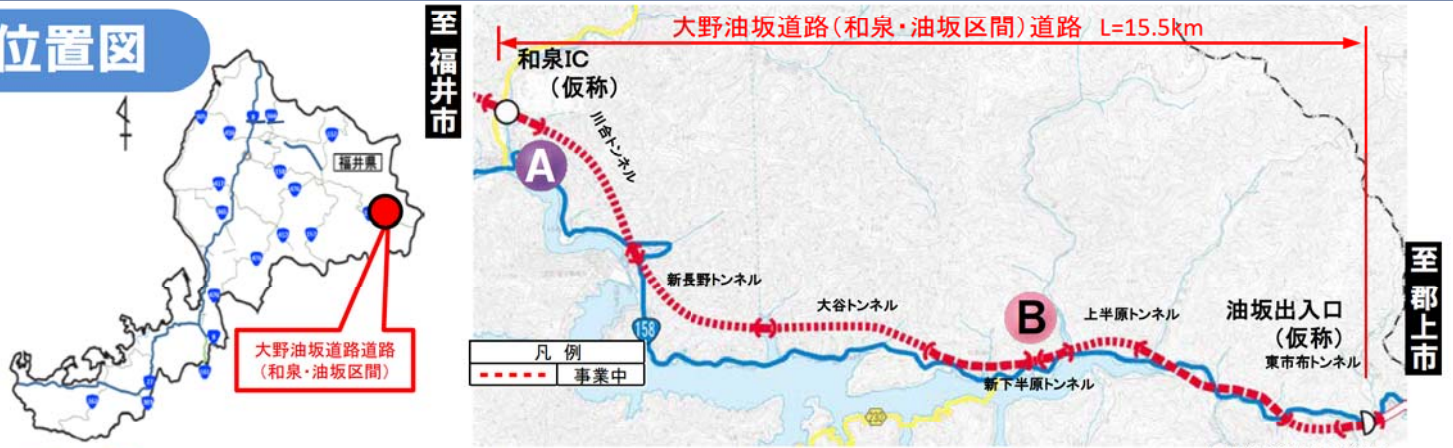 位置図
福井県
大野油坂道路道路
(和泉・油坂区間)
至福井市
大野油坂道路(和泉・油坂区間)道路 L=15.5km
和泉IC
(仮称)
川合トンネル
A
新長野トンネル
158
大谷トンネル
B
上半原トンネル
新下半原トンネル
油坂出入口
(仮称)
東市布トンネル
至郡上市
凡 例
事業中